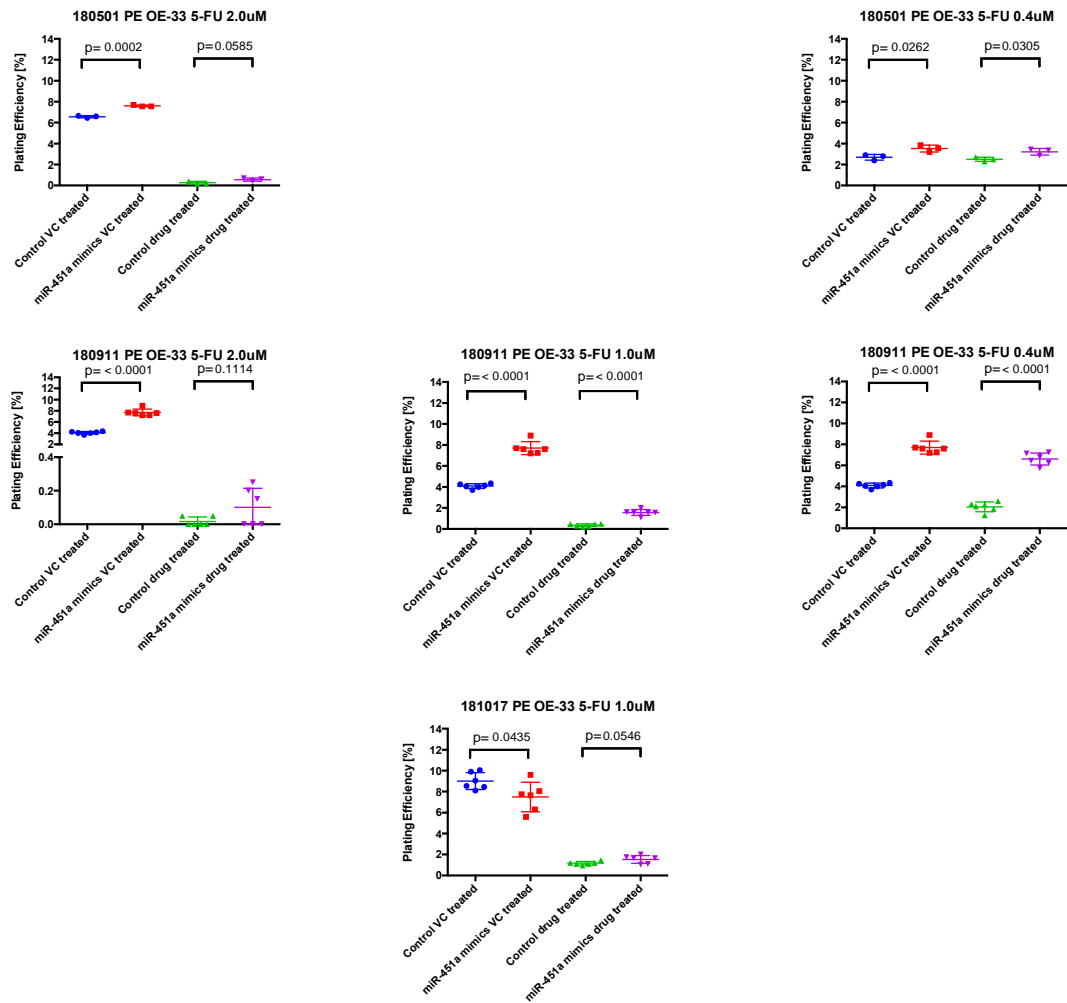 180501 PE OE-33 5-FU 2.0uM
Plating Efficiency [%]
14
12
10
8
6
4
2
0
p= 0.0002
p=0.0585
Control VC treated
miR-451a mimics VC treated
Control drug treated
miR-451a mimics drug treated
180501 PE OE-33 5-FU 0.4uM
Plating Efficiency [%]
14
12
10
8
6
4
2
0
p= 0.0262
p= 0.0305
Control VC treated
miR-451a mimics VC treated
Control drug treated
miR-451a mimics drug treated
180911 PE OE-33 5-FU 2.0uM
Plating Efficiency [%]
14
12
10
8
6
4
2
0.4
0.2
0.0
p= < 0.0001
p=0.1114
Control VC treated
miR-451a mimics VC treated
Control drug treated
miR-451a mimics drug treated
180911 PE OE-33 5-FU 1.0uM
Plating Efficiency [%]
14
12
10
8
6
4
2
0
p= < 0.0001
p= < 0.0001
Control VC treated
miR-451a mimics VC treated
Control drug treated
miR-451a mimics drug treated
180911 PE OE-33 5-FU 0.4uM
Plating Efficiency [%]
14
12
10
8
6
4
2
0
p= < 0.0001
p= < 0.0001
Control VC treated
miR-451a mimics VC treated
Control drug treated
miR-451a mimics drug treated
181017 PE OE-33 5-FU 1.0uM
Plating Efficiency [%]
14
12
10
8
6
4
2
0
p= 0.0435
p= 0.0546
Control VC treated
miR-451a mimics VC treated
Control drug treated
miR-451a mimics drug treated